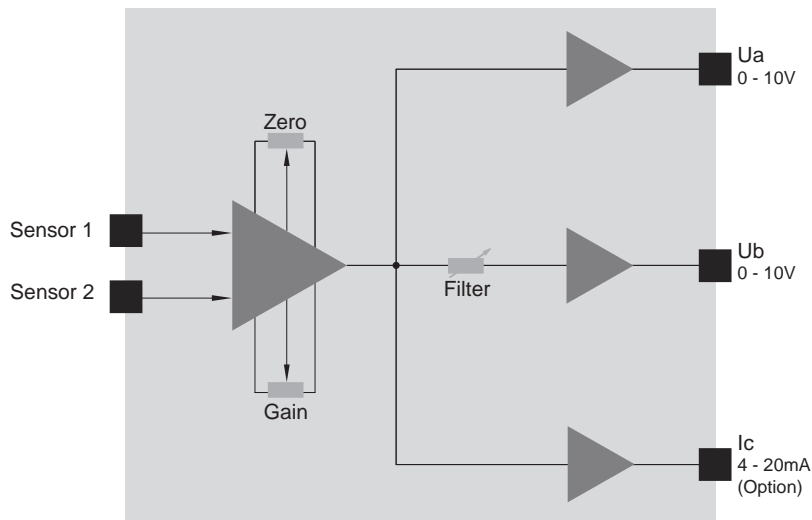 Ua
0 - 10V
Zero
Sensor 1
Sensor 2
Ub
0 - 10V
Filter
Gain
Ic
4 - 20mA
(Option)